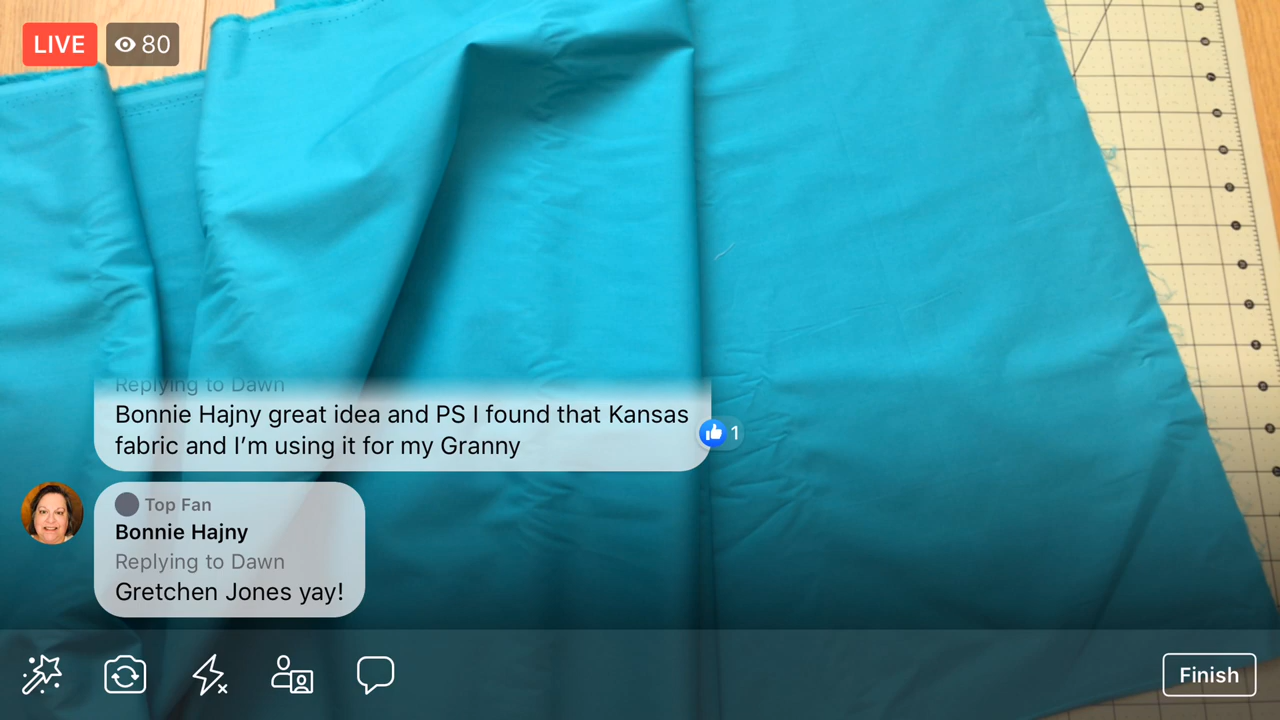 LIVE
80
Replying to Dawn
Bonnie Hajny great idea and PS I found that Kansas
fabric and I’m using it for my Granny
1
Top Fan
Bonnie Hajny
Replying to Dawn
Gretchen Jones yay!
Finish